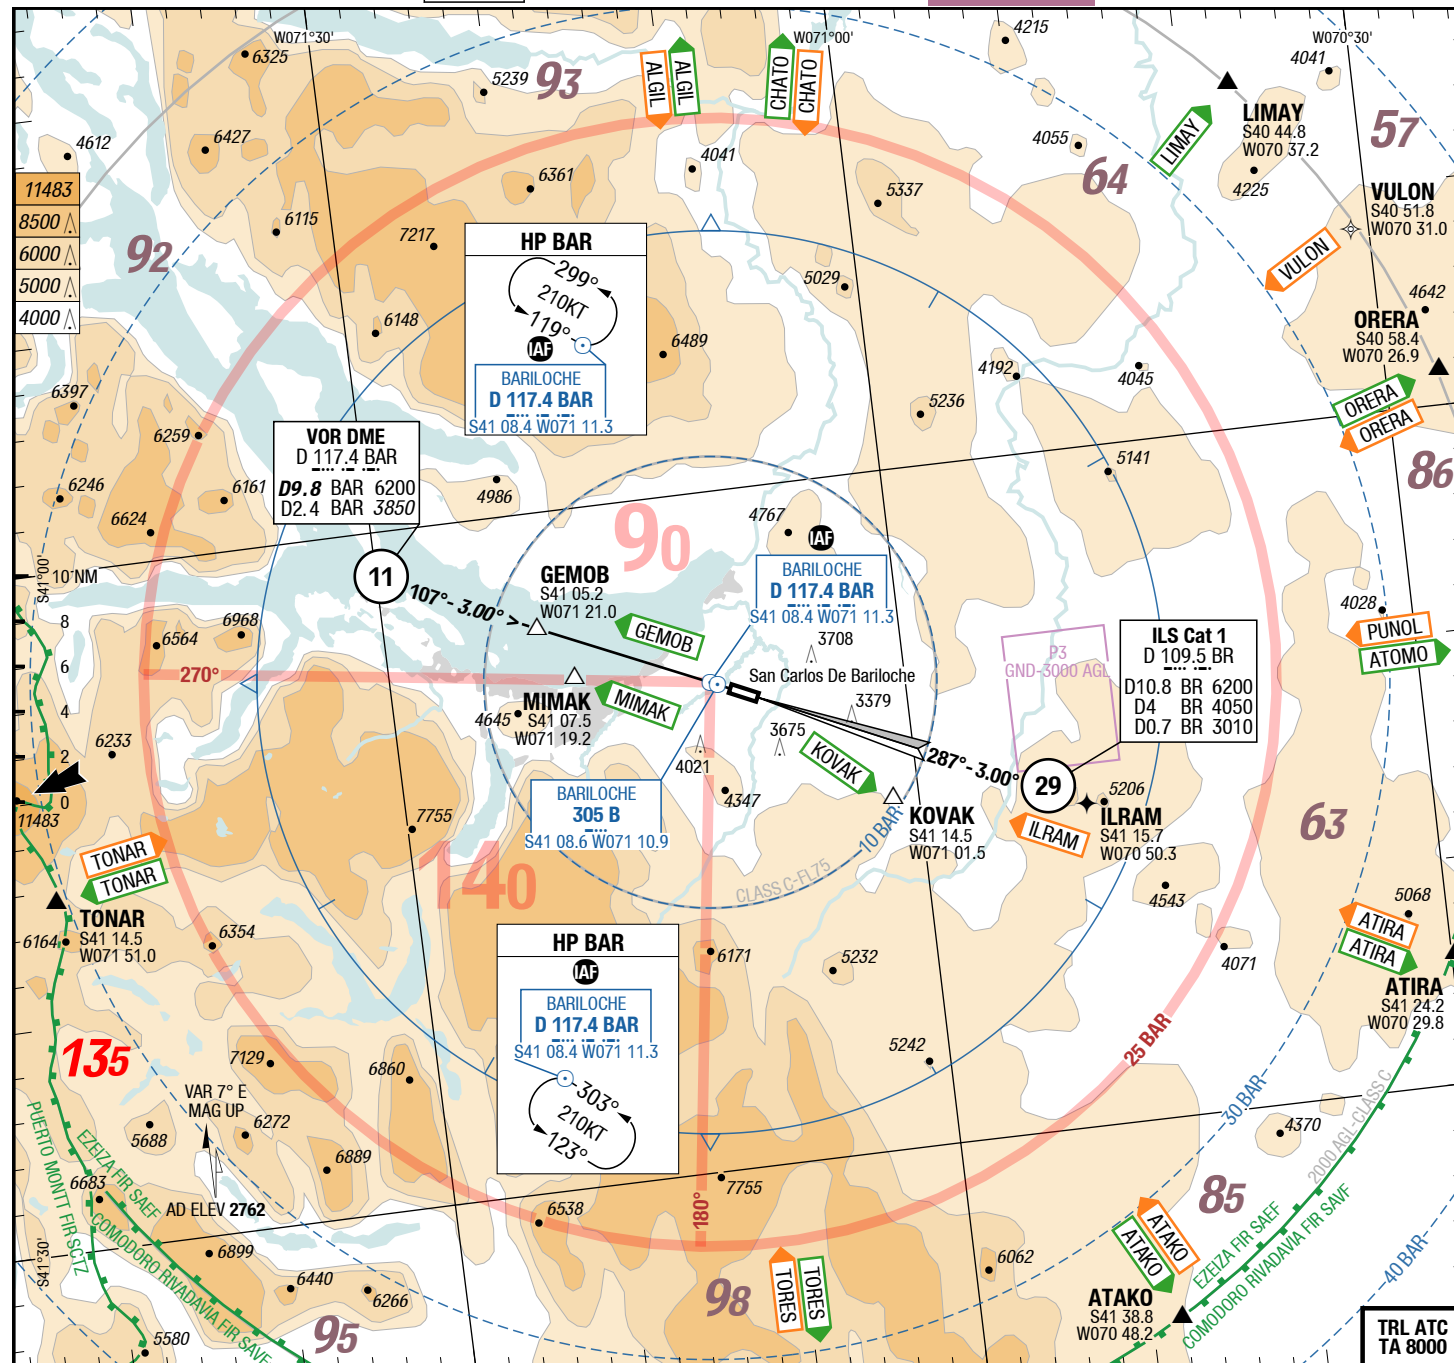 W071°30'
W071°00'
W070°30'
4215
4041
6325
5239
93
ALGIL
ALGIL
CHATO
CHATO
LIMAY
LIMAY
S40 44.8
W070 37.2
57
4612
6427
4041
4055
64
4225
11483
8500
6000
5000
4000
6361
5337
VULON
S40 51.8
W070 31.0
6115
7217
92
HP BAR
299°
210KT
119°
IAF
BARILOCHE
D 117.4 BAR
S41 08.4 W071 11.3
5029
VULON
4642
6148
6489
ORERA
S40 58.4
W070 26.9
4192
4045
6397
5236
ORERA
ORERA
6259
VOR DME
D 117.4 BAR
D9.8 BAR 6200
D2.4 BAR 3850
5141
86
6246
6161
4986
6624
90
4767
IAF
BARILOCHE
D 117.4 BAR
S41 08.4 W071 11.3
S41°00'
10 NM
8
6
4
2
0
11
107° - 3.00° >
GEMOB
S41 05.2
W071 21.0
GEMOB
4028
PUNOL
ATOMO
6968
6564
3708
P3
GND-3000 AGL
ILS Cat 1
D 109.5 BR
D10.8 BR 6200
D4 BR 4050
D0.7 BR 3010
270°
San Carlos De Bariloche
MIMAK
S41 07.5
W071 19.2
MIMAK
4645
3379
3675
4021
KOVAK
287° - 3.00°
29
6233
11483
4347
BARILOCHE
305 B
S41 08.6 W071 10.9
7755
10 BAR
KOVAK
S41 14.5
W071 01.5
ILRAM
5206
ILRAM
S41 15.7
W070 50.3
63
TONAR
TONAR
140
CLASS C-FL75
4543
5068
TONAR
S41 14.5
W071 51.0
6164
6354
ATIRA
ATIRA
HP BAR
IAF
BARILOCHE
D 117.4 BAR
S41 08.4 W071 11.3
303°
210KT
123°
6171
5232
4071
ATIRA
S41 24.2
W070 29.8
135
7129
6860
5242
25 BAR
VAR 7° E
MAG UP
30 BAR
2000 AGL-CLASS C
5688
6272
6889
4370
PUERTO MONTT FIR SCTZ
EZEIZA FIR SAEF
COMODORO RIVADAVIA FIR SAVF
6683
AD ELEV 2762
7755
6538
180°
85
S41°30'
6899
6440
6266
6062
ATAKO
ATAKO
EZEIZA FIR SAEF
COMODORO RIVADAVIA FIR SAVF
40 BAR
TORES
TORES
98
ATAKO
S41 38.8
W070 48.2
95
5580
TRL ATC
TA 8000